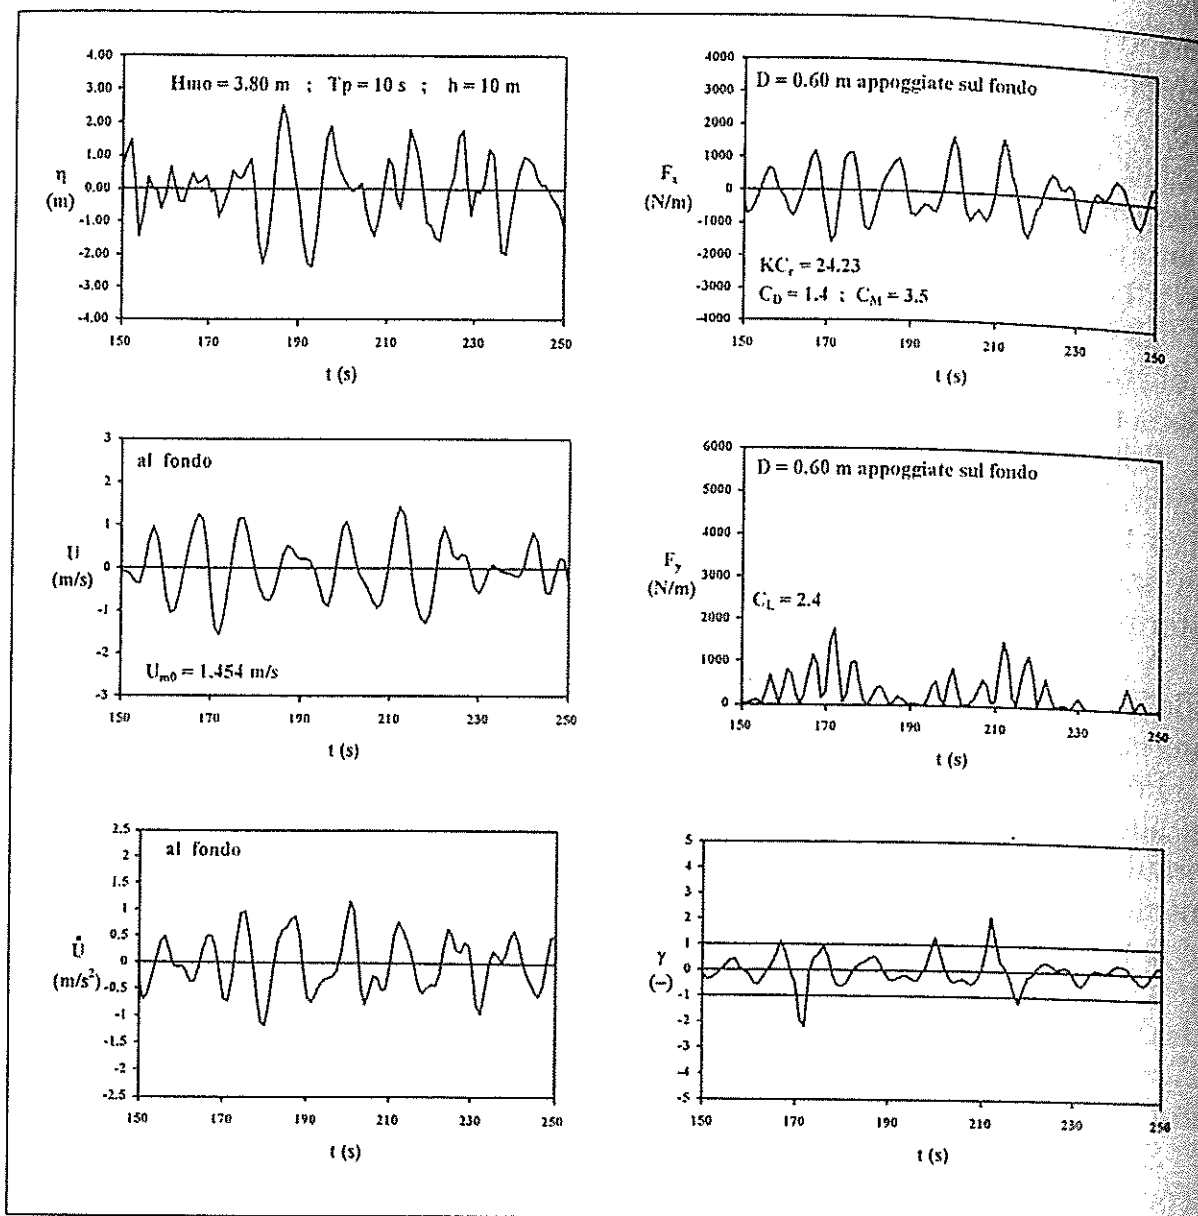 4.00
3.00
2.00
1.00
0.00
-1.00
-2.00
-3.00
-4.00
η
(m)
Hmo = 3.80 m ; Tp = 10 s ; h = 10 m
150 170 190 210 230 250
t (s)
4000
3000
2000
1000
0
-1000
-2000
-3000
-4000
Fx
(N/m)
D = 0.60 m appoggiate sul fondo
KCr = 24.23
CD = 1.4 ; CM = 3.5
150 170 190 210 230 250
t (s)
3
2
1
0
-1
-2
-3
U
(m/s)
al fondo
Um0 = 1.454 m/s
150 170 190 210 230 250
t (s)
6000
5000
4000
3000
2000
1000
0
Fy
(N/m)
D = 0.60 m appoggiate sul fondo
CL = 2.4
150 170 190 210 230 250
t (s)
2.5
2
1.5
1
0.5
0
-0.5
-1
-1.5
-2
-2.5
U̇
(m/s²)
al fondo
150 170 190 210 230 250
t (s)
5
4
3
2
1
0
-1
-2
-3
-4
-5
γ
(–)
150 170 190 210 230 250
t (s)